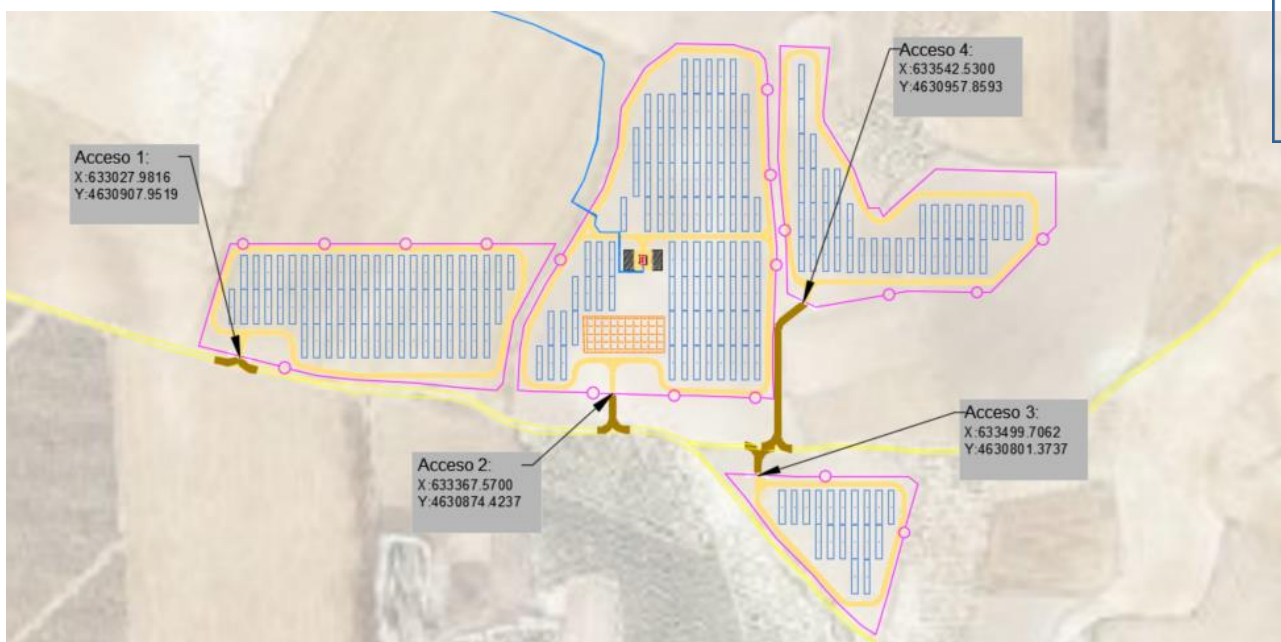 Acceso 4:
X:633542.5300
Y:4630957.8593
Acceso 1:
X:633027.9816
Y:4630907.9519
Acceso 3:
X:633499.7062
Y:4630801.3737
Acceso 2:
X:633367.5700
Y:4630874.4237